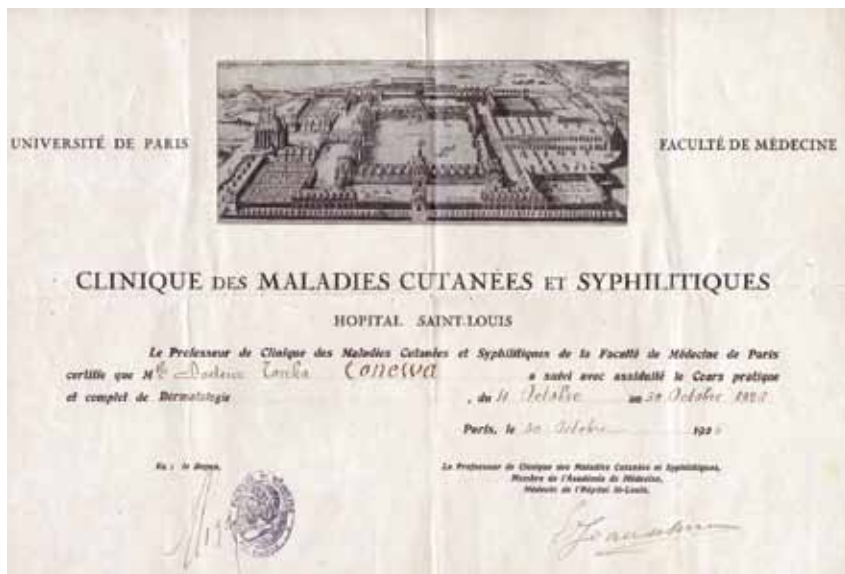 UNIVERSITÉ DE PARIS
FACULTÉ DE MÉDECINE
CLINIQUE DES MALADIES CUTANÉES ET SYPHILITIQUES
HOPITAL SAINT-LOUIS
Le Professeur de Clinique des Maladies Cutanées et Syphilitiques de la Faculté de Médecine de Paris
certifie que M Docteur Conewa a suivi avec assiduité le Cours pratique
et complet de Dermatologie , du 11 Octobre au 30 Octobre
Paris, le 30 Octobre
Vu : le Doyen,
Le Professeur de Clinique des Maladies Cutanées et Syphilitiques,
Membre de l'Académie de Médecine,
Médecin de l'Hôpital St-Louis,